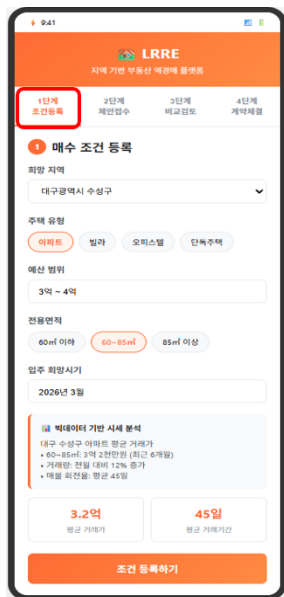 9:41
LRRE
지역 기반 부동산 역경매 플랫폼
1단계 2단계 3단계 4단계
조건등록 제안접수 비교검토 계약체결
1 매수 조건 등록
희망 지역
대구광역시 수성구
주택 유형
아파트 빌라 오피스텔 단독주택
예산 범위
3억 ~ 4억
전용면적
60㎡ 이하 60~85㎡ 85㎡ 이상
입주 희망시기
2026년 3월
빅데이터 기반 시세 분석
대구 수성구 아파트 평균 거래가
• 60~85㎡: 3억 2천만원 (최근 6개월)
• 거래량: 전월 대비 12% 증가
• 매물 회전율: 평균 45일
3.2억 45일
평균 거래가 평균 거래기간
조건 등록하기